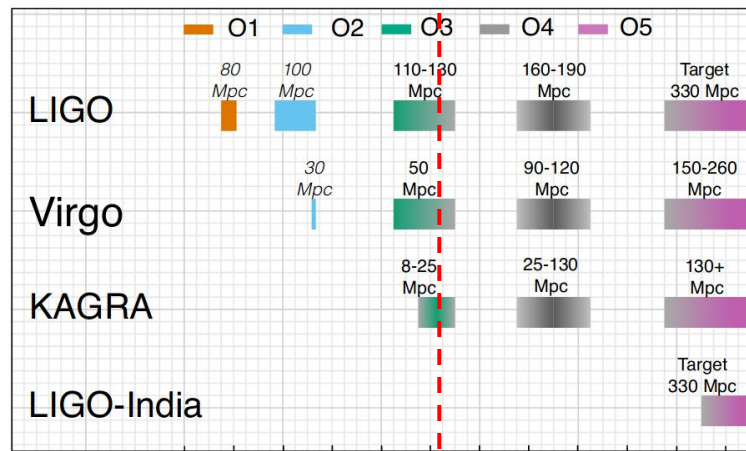 O1 O2 O3 O4 O5
80 100 110-130 160-190 Target
Mpc Mpc Mpc Mpc 330 Mpc
LIGO
30 50 90-120 150-260
Mpc Mpc Mpc Mpc
Virgo
8-25 25-130 130+
Mpc Mpc Mpc
KAGRA
Target
330 Mpc
LIGO-India